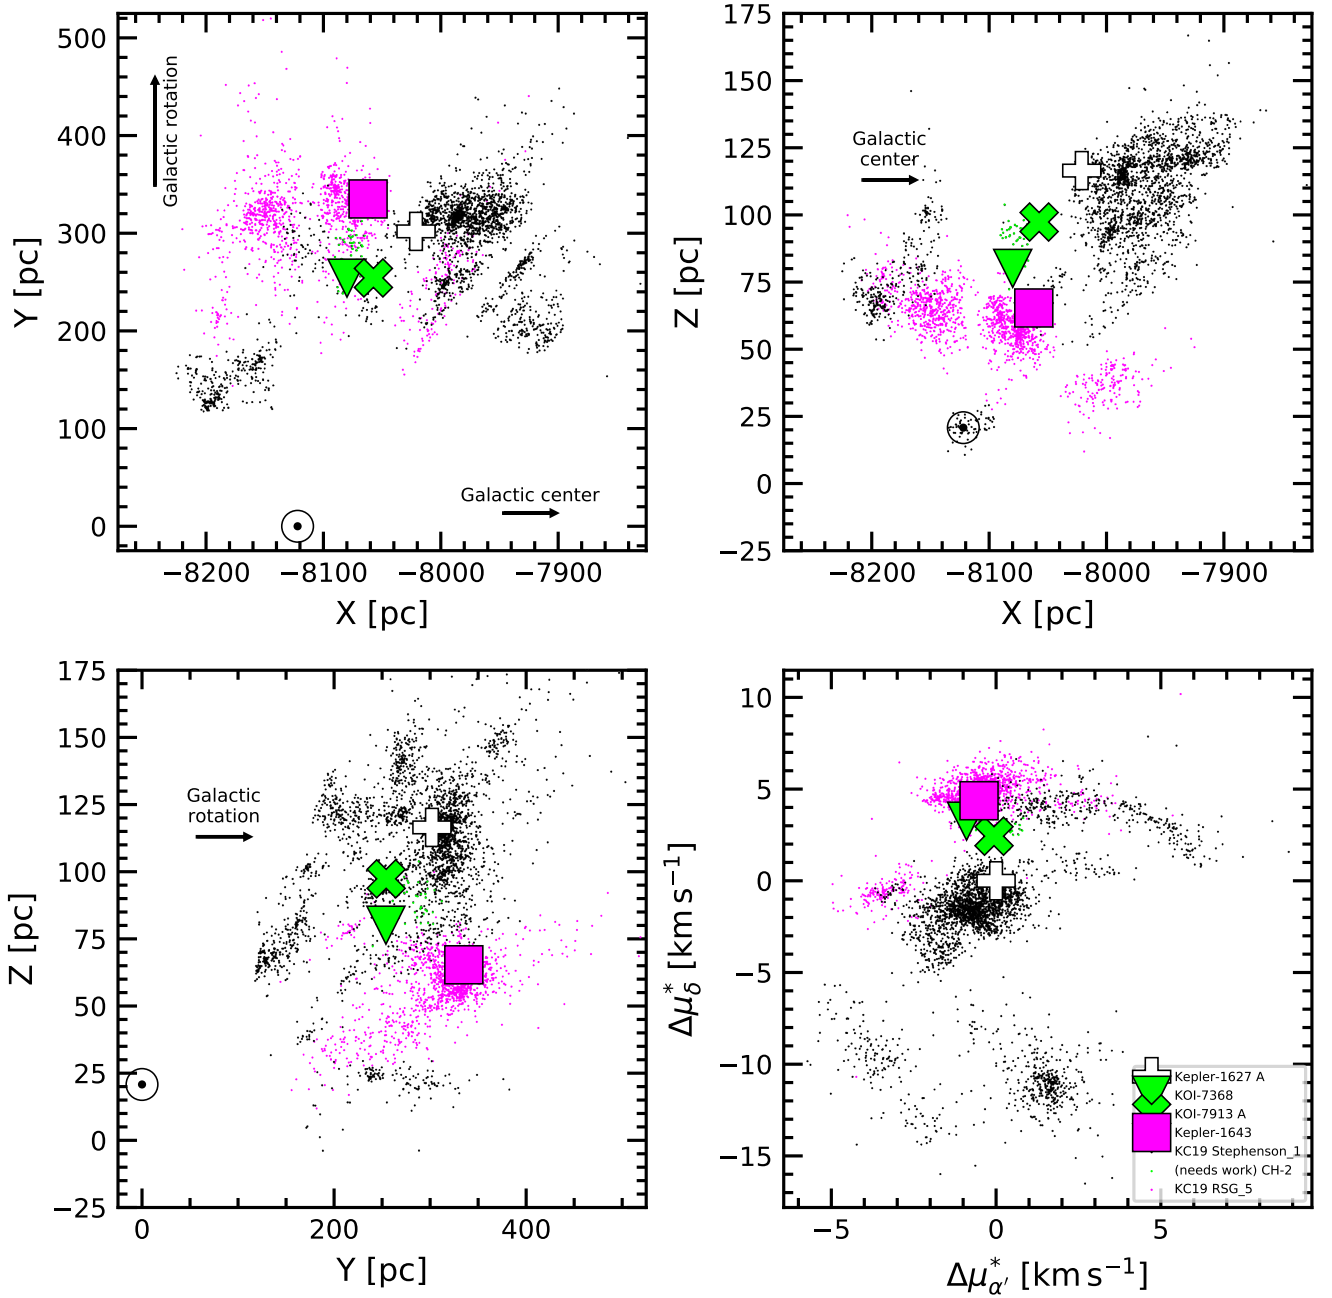 500
400
300
200
100
0
Y [pc]
Galactic rotation
Galactic center
−8200
−8100
−8000
−7900
X [pc]
175
150
125
100
75
50
25
0
−25
Z [pc]
Galactic
center
−8200
−8100
−8000
−7900
X [pc]
175
150
125
100
75
50
25
0
−25
Z [pc]
Galactic
rotation
0
200
400
Y [pc]
10
5
0
−5
−10
−15
Δμ*δ [km s−1]
Kepler-1627 A
KOI-7368
KOI-7913 A
Kepler-1643
KC19 Stephenson_1
(needs work) CH-2
KC19 RSG_5
−5
0
5
Δμ*α′ [km s−1]